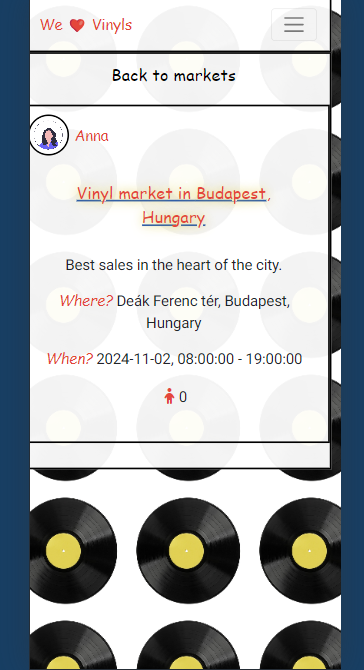 We ❤ Vinyls
Back to markets
Anna
Vinyl market in Budapest,
Hungary
Best sales in the heart of the city.
Where? Deák Ferenc tér, Budapest,
Hungary
When? 2024-11-02, 08:00:00 - 19:00:00
0